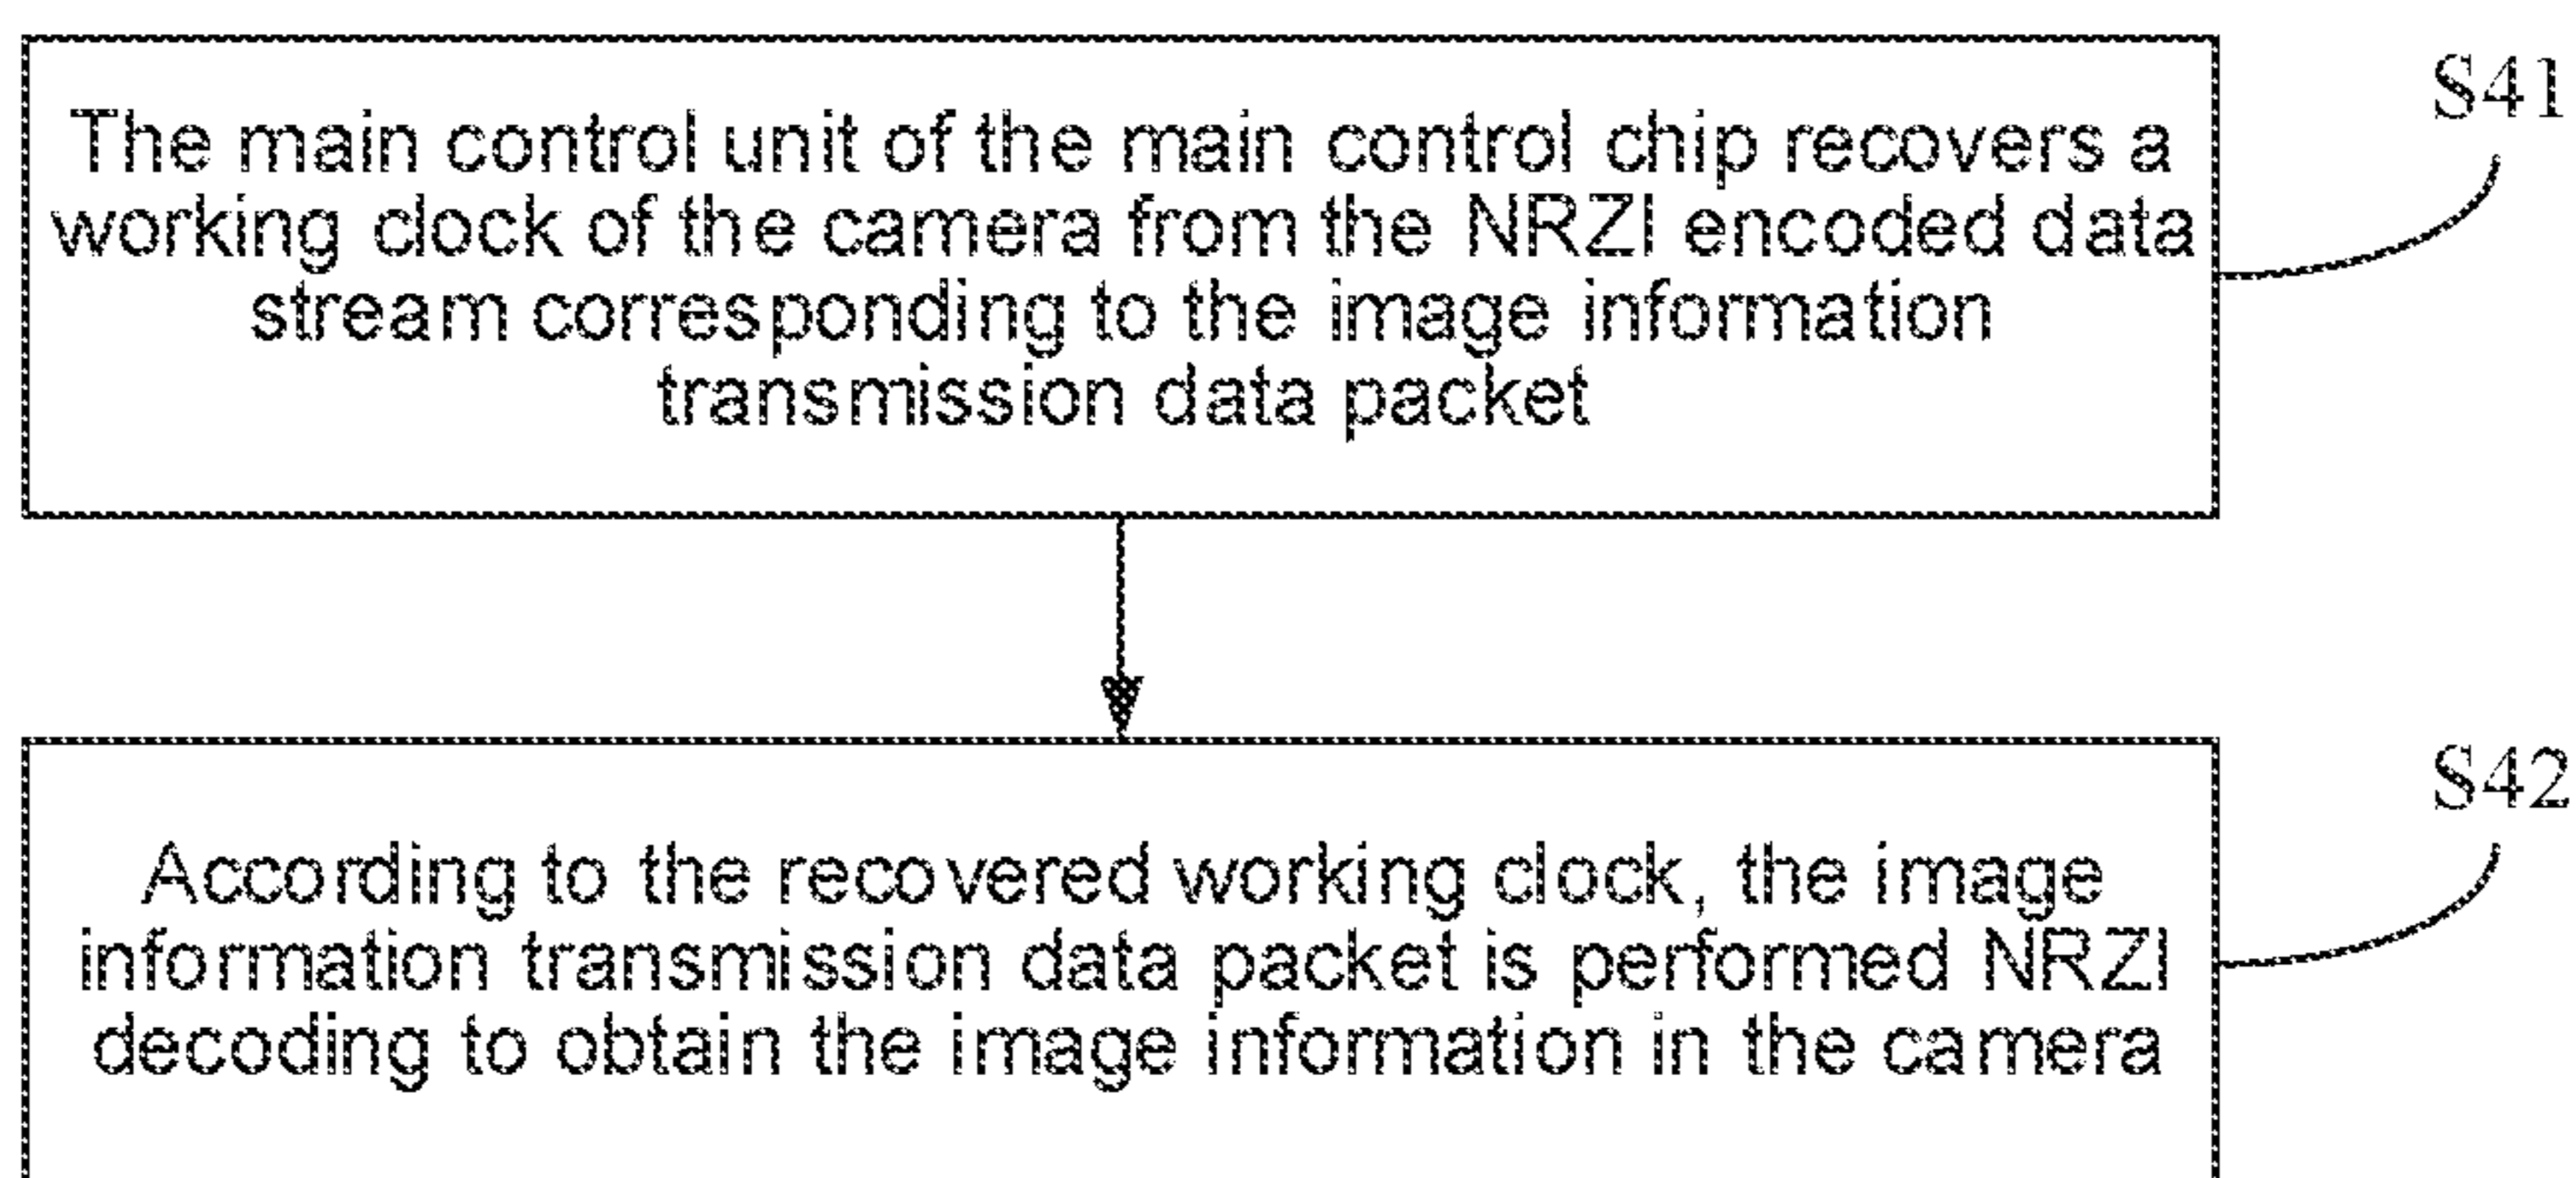 The main control unit of the main control chip recovers a
working clock of the camera from the NRZI encoded data
stream corresponding to the image information
transmission data packet
S41
According to the recovered working clock, the image
information transmission data packet is performed NRZI
decoding to obtain the image information in the camera
S42